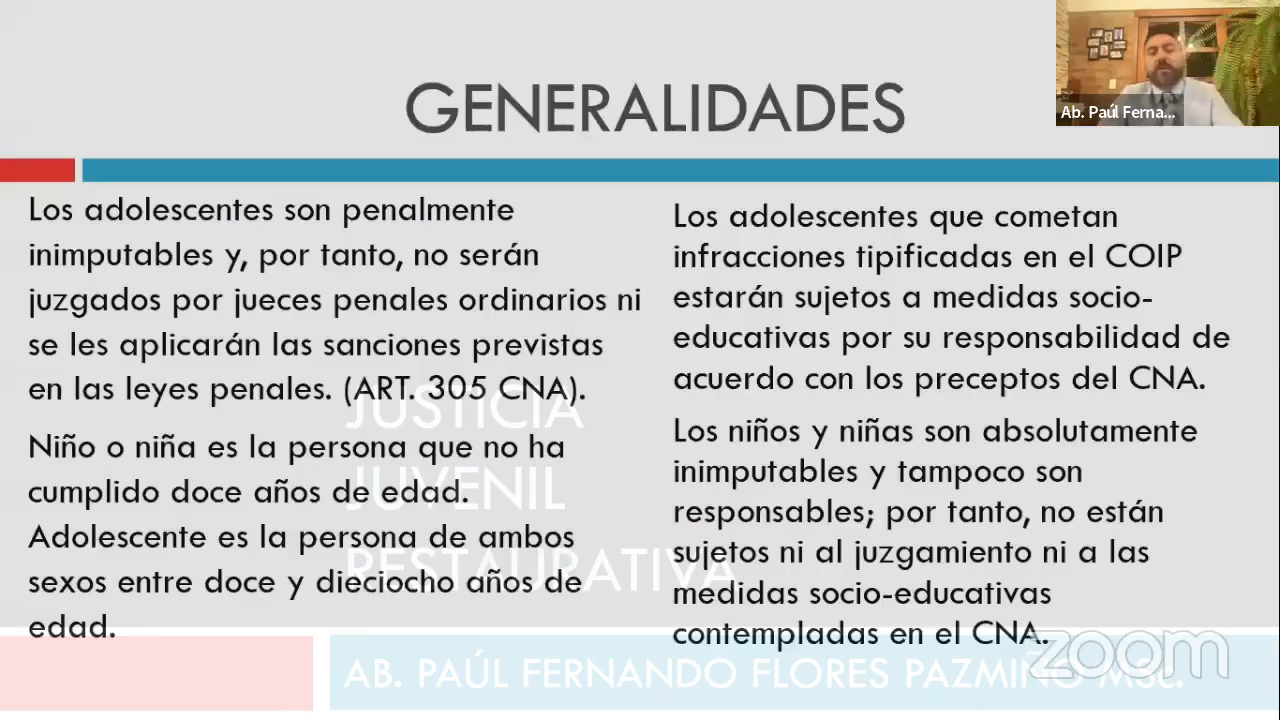 GENERALIDADES
Ab. Paúl Ferna...
Los adolescentes son penalmente
inimputables y, por tanto, no serán
juzgados por jueces penales ordinarios ni
se les aplicarán las sanciones previstas
en las leyes penales. (ART. 305 CNA).
Niño o niña es la persona que no ha
cumplido doce años de edad.
Adolescente es la persona de ambos
sexos entre doce y dieciocho años de
edad.
Los adolescentes que cometan
infracciones tipificadas en el COIP
estarán sujetos a medidas socio-
educativas por su responsabilidad de
acuerdo con los preceptos del CNA.
Los niños y niñas son absolutamente
inimputables y tampoco son
responsables; por tanto, no están
sujetos ni al juzgamiento ni a las
medidas socio-educativas
contempladas en el CNA.
JUSTICIA
JUVENIL
RESTAURATIVA
AB. PAÚL FERNANDO FLORES PAZMIÑO MSc.
zoom